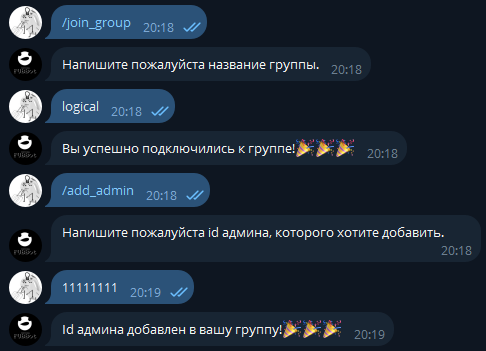 /join_group 20:18
Напишите пожалуйста название группы. 20:18
logical 20:18
Вы успешно подключились к группе!🎉🎉🎉 20:18
/add_admin 20:18
Напишите пожалуйста id админа, которого хотите добавить.
20:18
11111111 20:19
Id админа добавлен в вашу группу!🎉🎉🎉 20:19